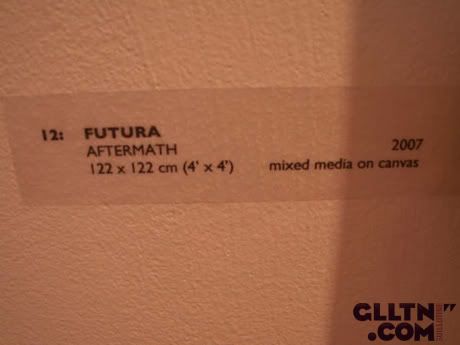 12: FUTURA
AFTERMATH 2007
122 x 122 cm (4' x 4') mixed media on canvas
GLLTN"
.COM